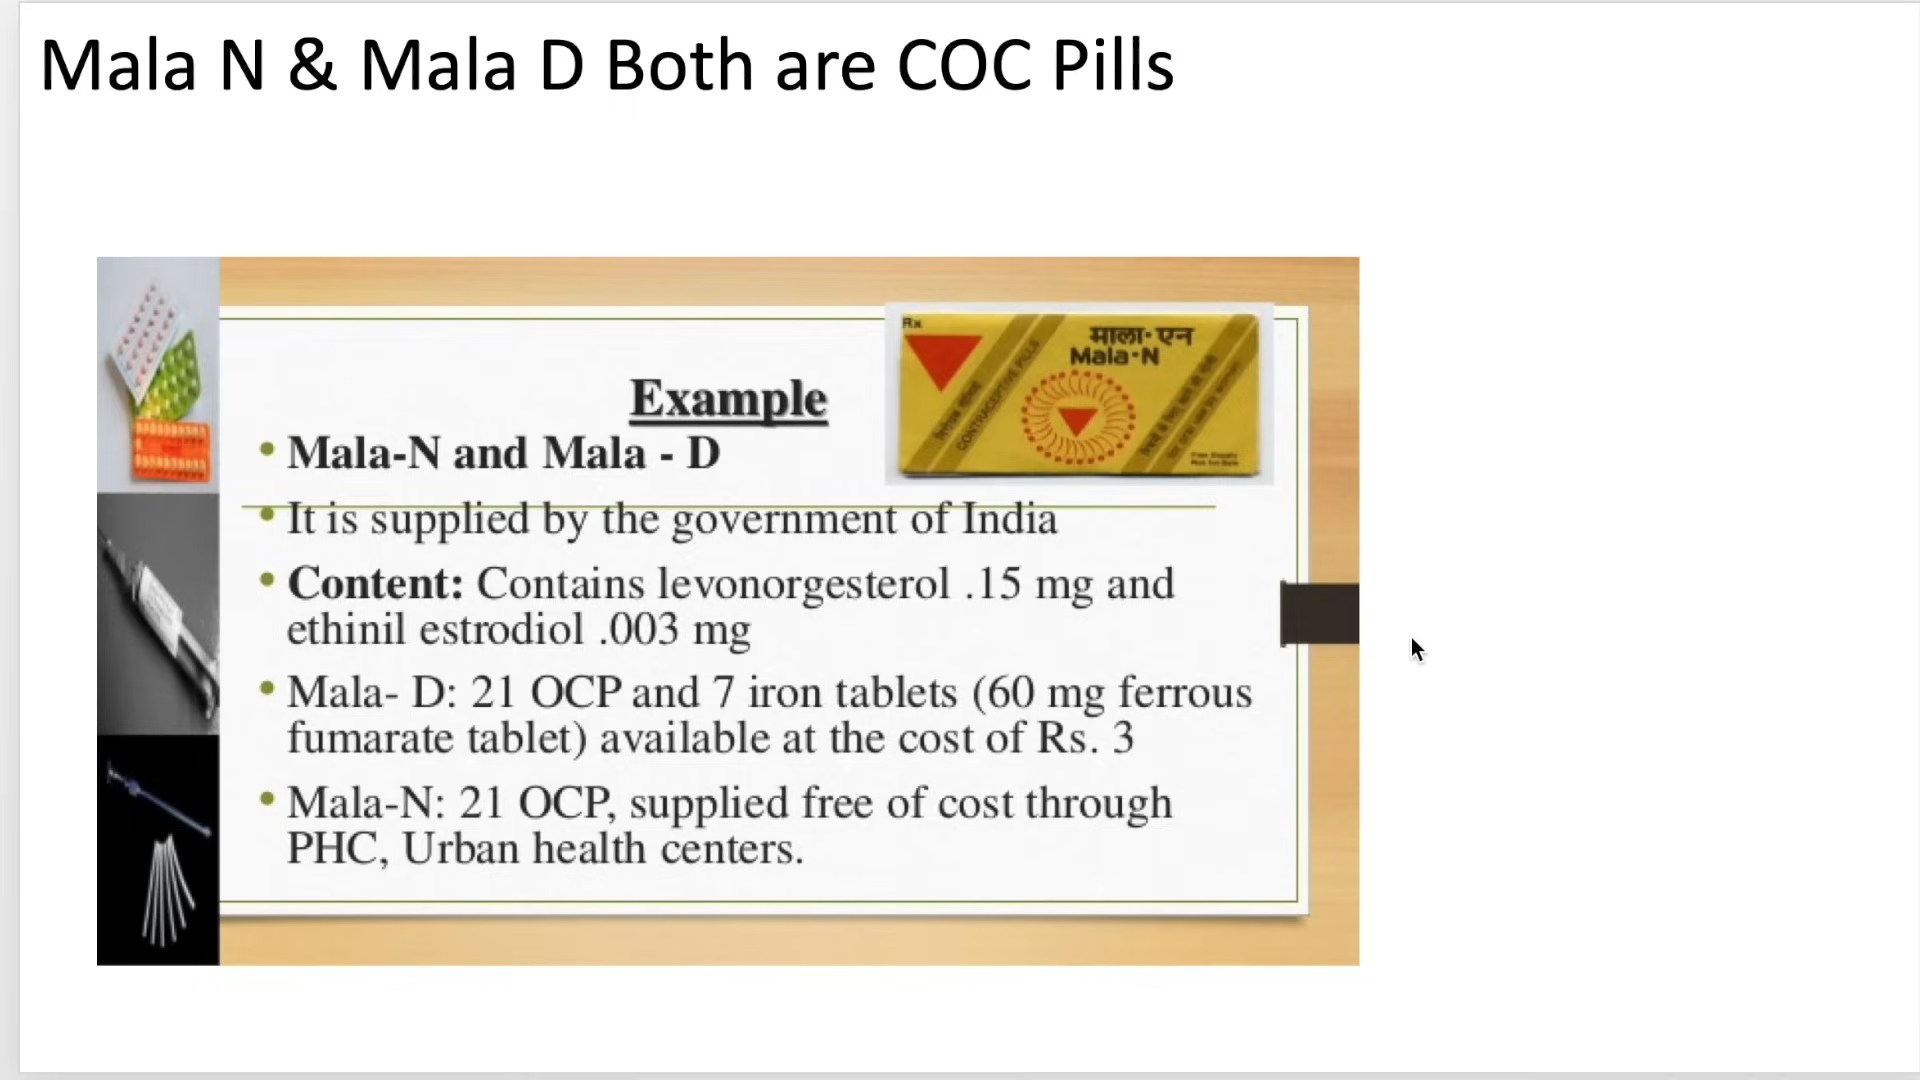 Mala N & Mala D Both are COC Pills
Rx
माला·एन
Mala·N
CONTRACEPTIVE PILLS
Example
• Mala-N and Mala - D
• It is supplied by the government of India
• Content: Contains levonorgesterol .15 mg and
ethinil estrodiol .003 mg
• Mala- D: 21 OCP and 7 iron tablets (60 mg ferrous
fumarate tablet) available at the cost of Rs. 3
• Mala-N: 21 OCP, supplied free of cost through
PHC, Urban health centers.